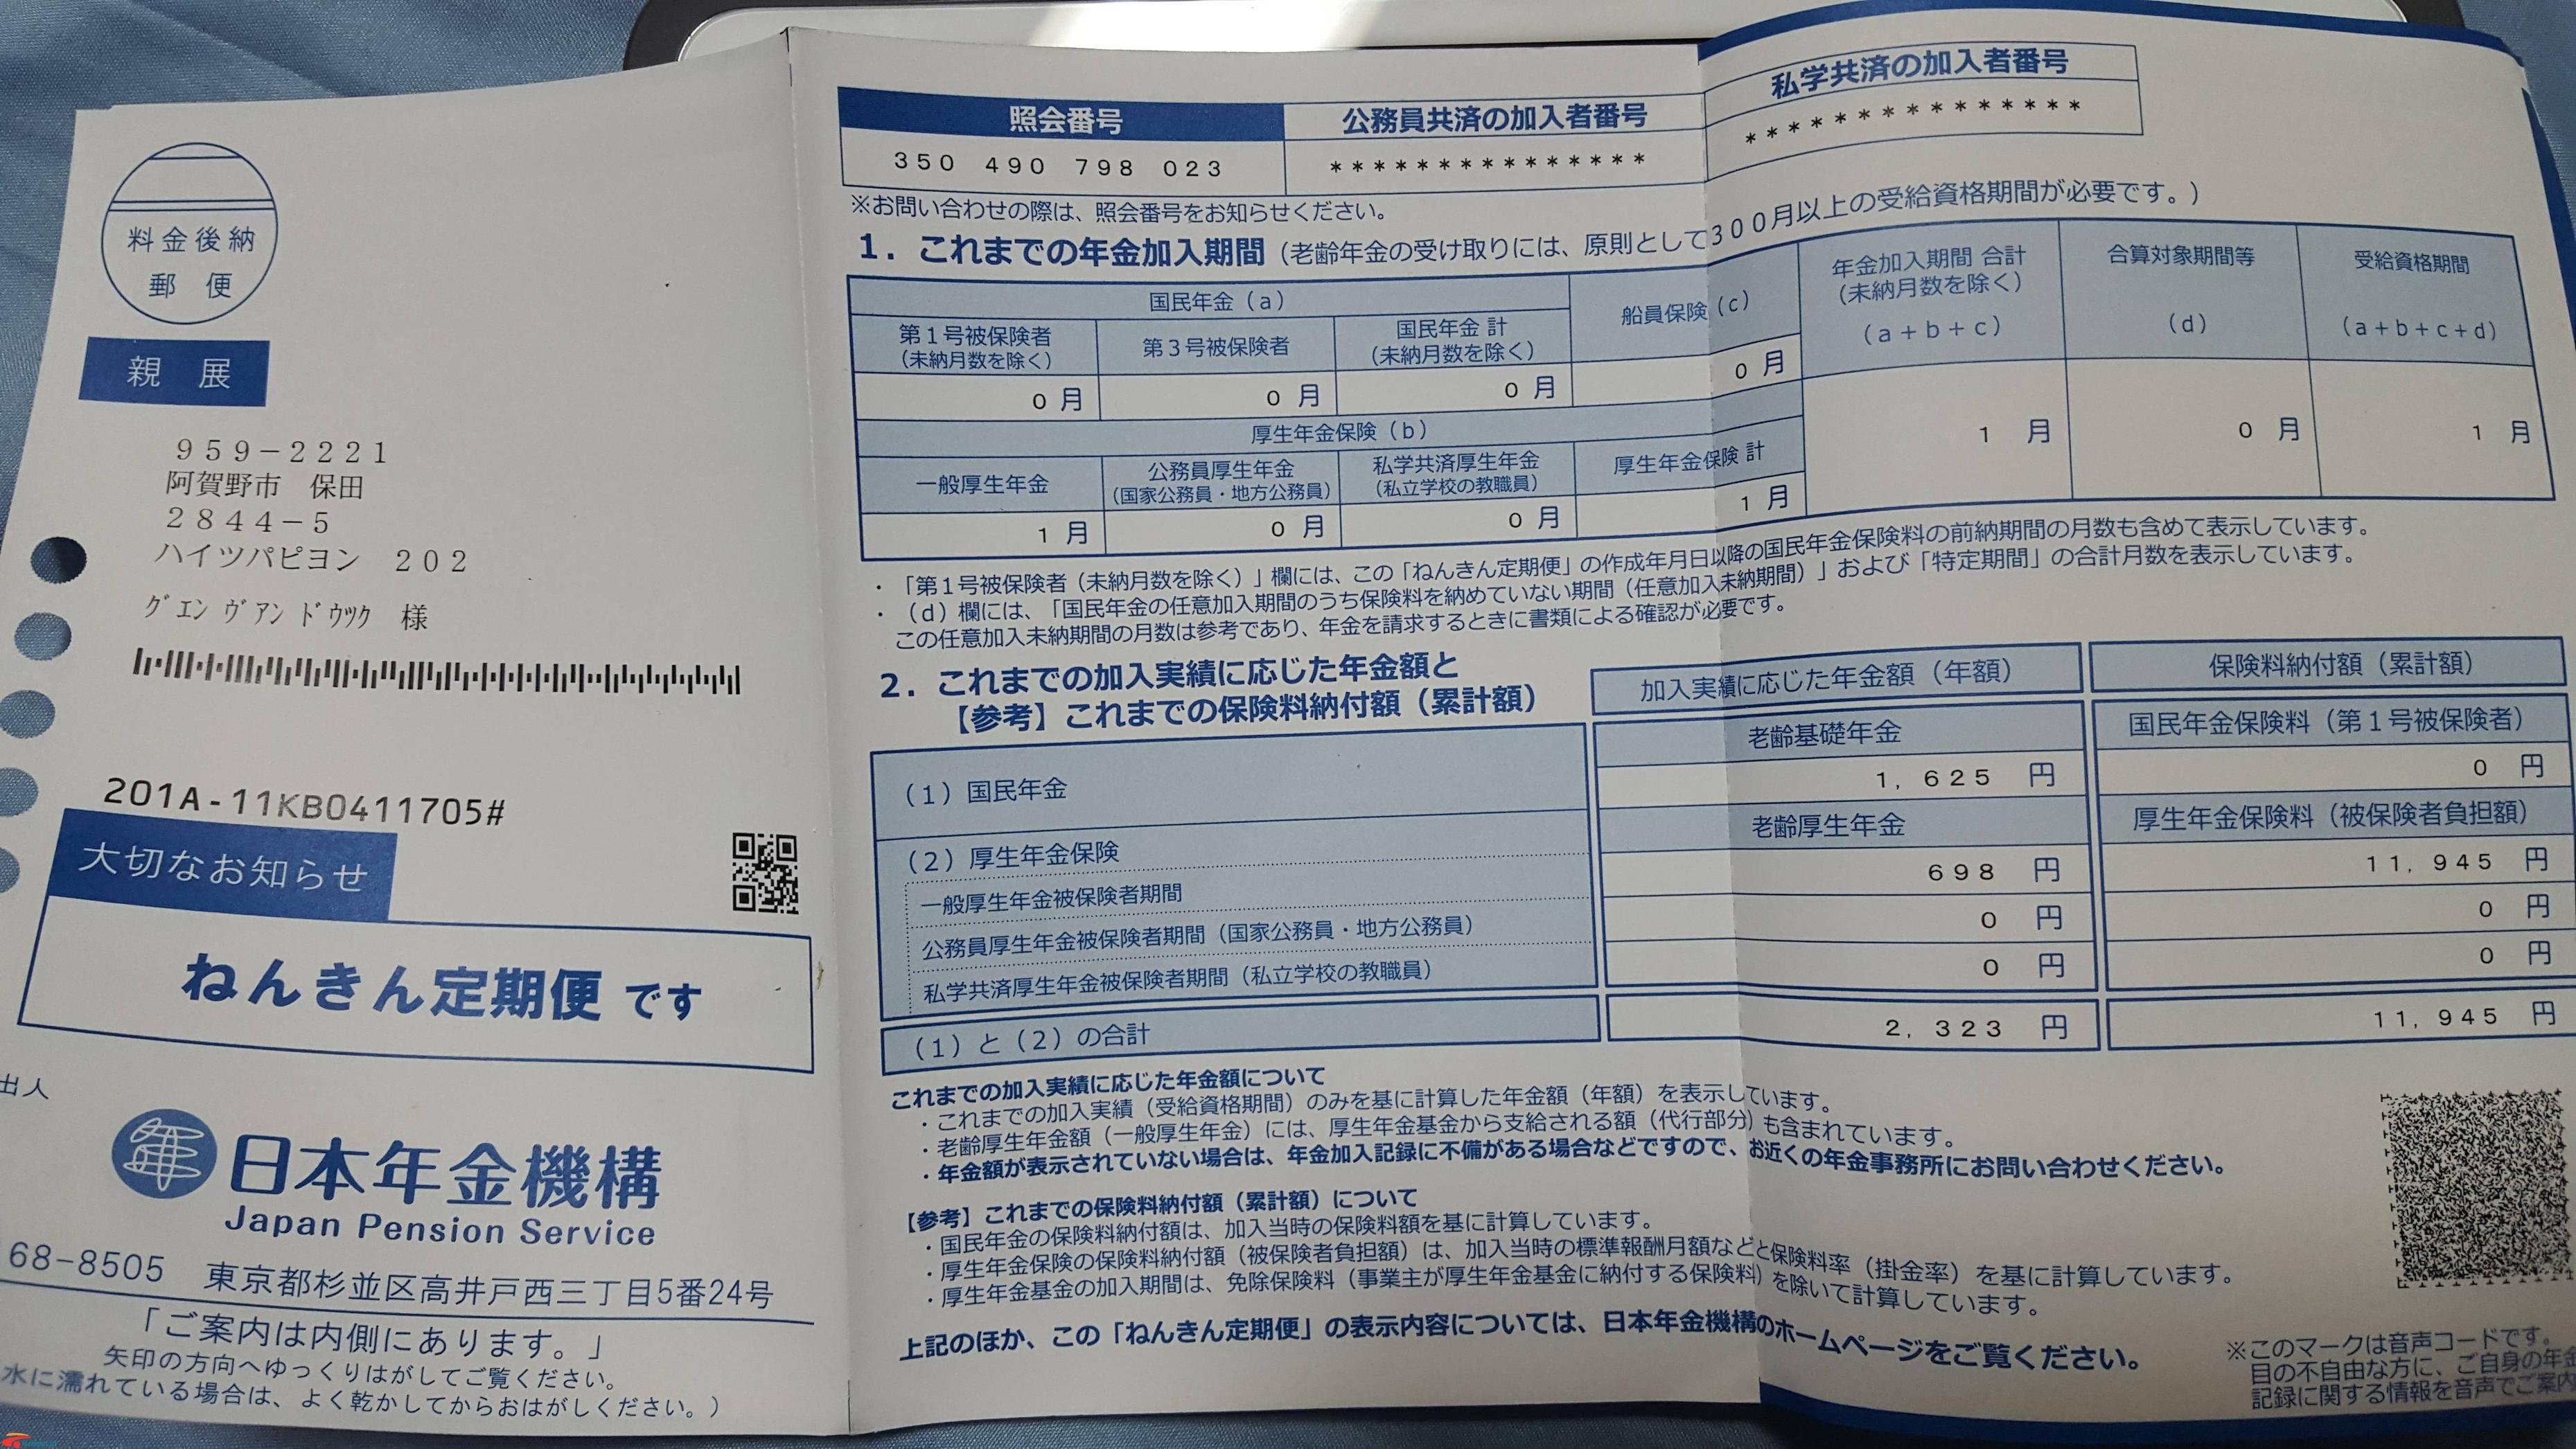 料金後納
郵 便
親 展
959-2221
阿賀野市 保田
2844-5
ハイツパピヨン 202
グエン ヴアン ドウツク 様
201A-11KB0411705#
大切なお知らせ
ねんきん定期便 です
出人
日本年金機構
Japan Pension Service
68-8505 東京都杉並区高井戸西三丁目5番24号
「ご案内は内側にあります。」
矢印の方向へゆっくりはがしてご覧ください。
水に濡れている場合は、よく乾かしてからおはがしください。)
照会番号
350 490 798 023
公務員共済の加入者番号
***************
私学共済の加入者番号
****************
※お問い合わせの際は、照会番号をお知らせください。
1. これまでの年金加入期間(老齢年金の受け取りには、原則として300月以上の受給資格期間が必要です。)
国民年金(a)
船員保険(c)
年金加入期間 合計
(未納月数を除く)
(a+b+c)
合算対象期間等
(d)
受給資格期間
(a+b+c+d)
第1号被保険者
(未納月数を除く)
第3号被保険者
国民年金 計
(未納月数を除く)
0 月
0 月
0 月
0 月
1 月
0 月
1 月
厚生年金保険(b)
一般厚生年金
公務員厚生年金
(国家公務員・地方公務員)
私学共済厚生年金
(私立学校の教職員)
厚生年金保険 計
1 月
0 月
0 月
1 月
・「第1号被保険者(未納月数を除く)」欄には、この「ねんきん定期便」の作成年月日以降の国民年金保険料の前納期間の月数も含めて表示しています。
・(d)欄には、「国民年金の任意加入期間のうち保険料を納めていない期間(任意加入未納期間)」および「特定期間」の合計月数を表示しています。
この任意加入未納期間の月数は参考であり、年金を請求するときに書類による確認が必要です。
2. これまでの加入実績に応じた年金額と
【参考】これまでの保険料納付額(累計額)
加入実績に応じた年金額(年額)
保険料納付額(累計額)
(1)国民年金
老齢基礎年金
国民年金保険料(第1号被保険者)
1,625 円
0 円
(2)厚生年金保険
老齢厚生年金
厚生年金保険料(被保険者負担額)
一般厚生年金被保険者期間
698 円
11,945 円
公務員厚生年金被保険者期間(国家公務員・地方公務員)
0 円
0 円
私学共済厚生年金被保険者期間(私立学校の教職員)
0 円
0 円
(1)と(2)の合計
2,323 円
11,945 円
これまでの加入実績に応じた年金額について
・これまでの加入実績(受給資格期間)のみを基に計算した年金額(年額)を表示しています。
・老齢厚生年金額(一般厚生年金)には、厚生年金基金から支給される額(代行部分)も含まれています。
・年金額が表示されていない場合は、年金加入記録に不備がある場合などですので、お近くの年金事務所にお問い合わせください。
【参考】これまでの保険料納付額(累計額)について
・国民年金の保険料納付額は、加入当時の保険料額を基に計算しています。
・厚生年金保険の保険料納付額(被保険者負担額)は、加入当時の標準報酬月額などと保険料率(掛金率)を基に計算しています。
・厚生年金基金の加入期間は、免除保険料(事業主が厚生年金基金に納付する保険料)を除いて計算しています。
上記のほか、この「ねんきん定期便」の表示内容については、日本年金機構のホームページをご覧ください。
※このマークは音声コードです。
目の不自由な方に、ご自身の年金
記録に関する情報を音声でご案内